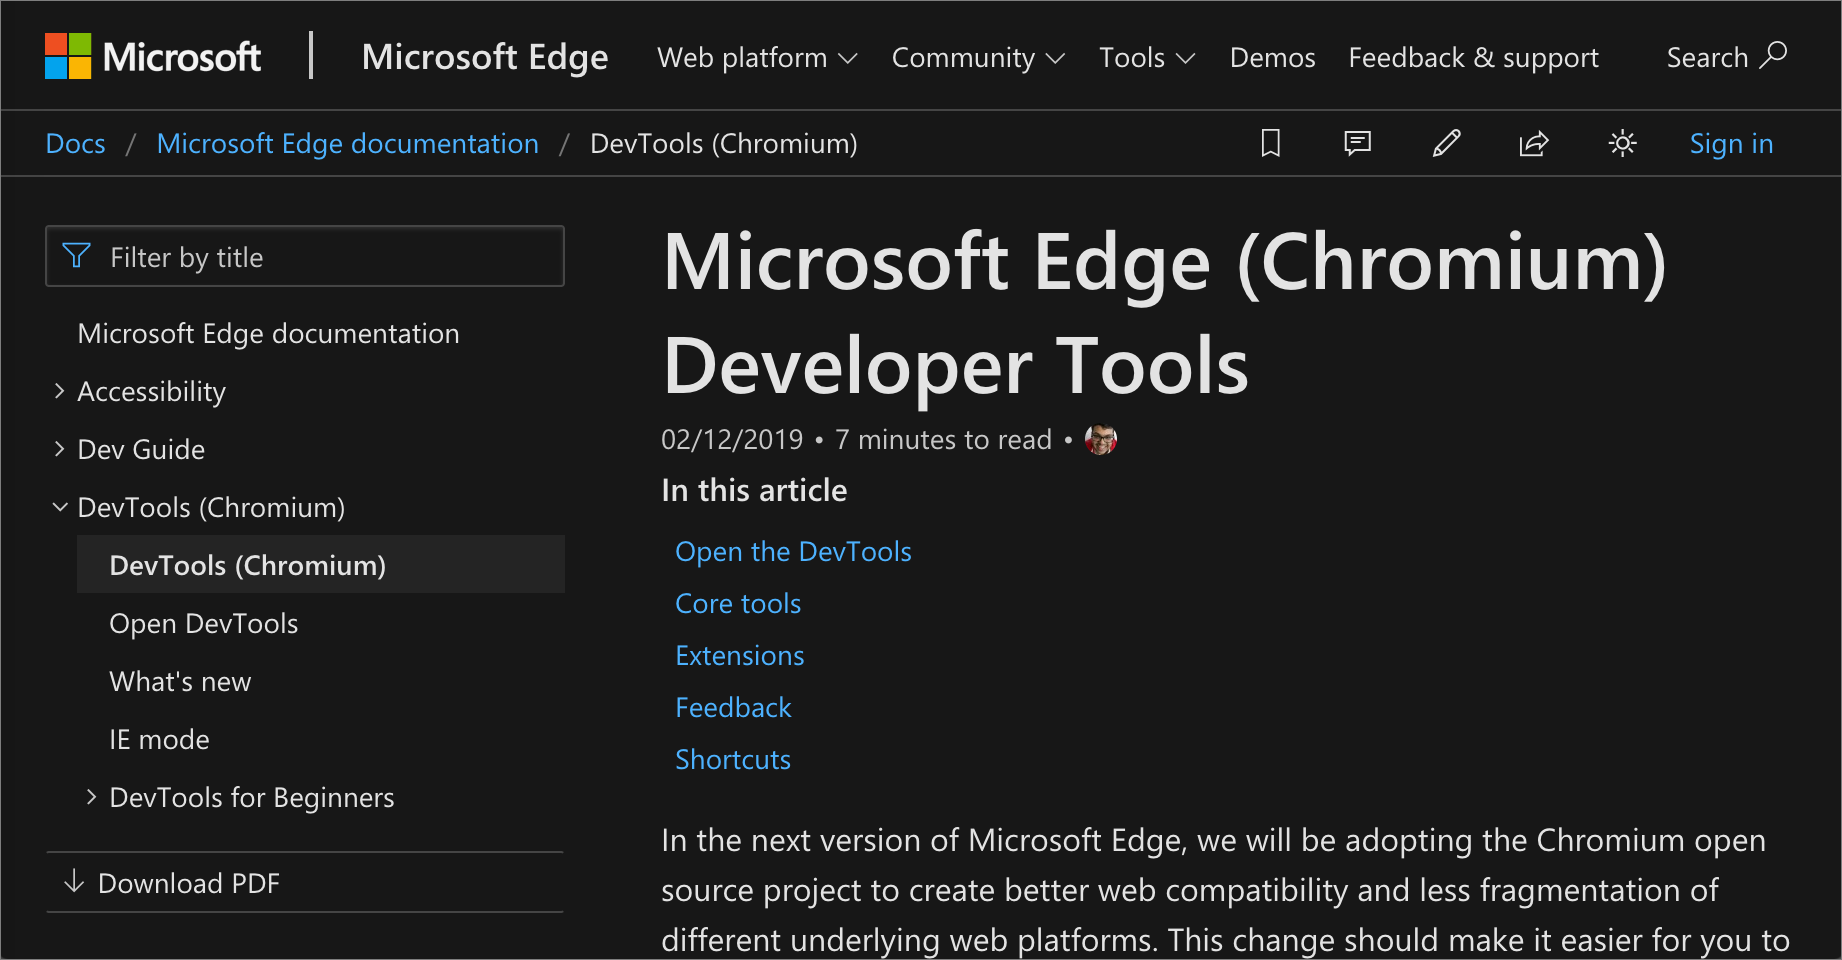 Microsoft | Microsoft Edge Web platform Community Tools Demos Feedback & support Search
Docs / Microsoft Edge documentation / DevTools (Chromium) Sign in
Filter by title
Microsoft Edge documentation
Accessibility
Dev Guide
DevTools (Chromium)
DevTools (Chromium)
Open DevTools
What's new
IE mode
DevTools for Beginners
Download PDF
Microsoft Edge (Chromium)
Developer Tools
02/12/2019 • 7 minutes to read •
In this article
Open the DevTools
Core tools
Extensions
Feedback
Shortcuts
In the next version of Microsoft Edge, we will be adopting the Chromium open
source project to create better web compatibility and less fragmentation of
different underlying web platforms. This change should make it easier for you to